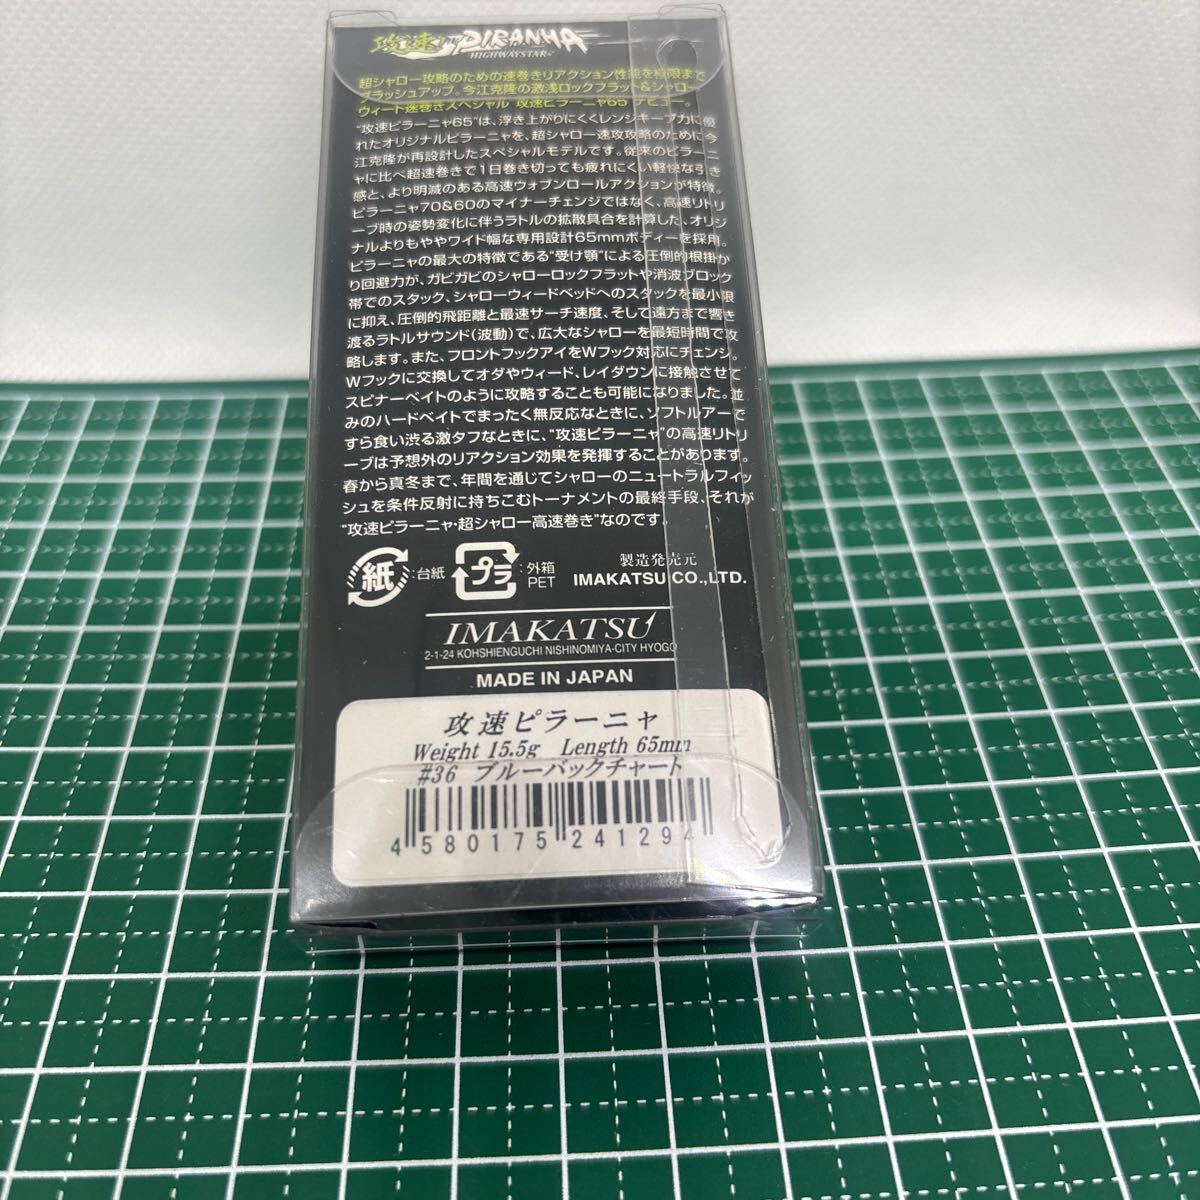 攻速 PIRANHA
HIGHWAYSTAR
超シャロー攻略のための速巻きリアクション性能を極限まで
ブラッシュアップ。今江克隆の激浅ロックフラット&シャロー
ウィード速巻きスペシャル 攻速ピラーニャ65 デビュー。
“攻速ピラーニャ65”は、浮き上がりにくくレンジキープ力に優
れたオリジナルピラーニャを、超シャロー速攻攻略のために今
江克隆が再設計したスペシャルモデルです。従来のピラーニ
ャに比べ超速巻きで1日巻き切っても疲れにくい軽快な引き
感と、より明滅のある高速ウォブンロールアクションが特徴。
ピラーニャ70&60のマイナーチェンジではなく、高速リトリ
ーブ時の姿勢変化に伴うラトルの拡散具合を計算した、オリジ
ナルよりもややワイド幅な専用設計65mmボディーを採用。
ピラーニャの最大の特徴である“受け顎”による圧倒的根掛か
り回避力が、ガビガビのシャローロックフラットや消波ブロック
帯でのスタック、シャローウィードベッドへのスタックを最小限
に抑え、圧倒的飛距離と最速サーチ速度、そして遠方まで響き
渡るラトルサウンド(波動)で、広大なシャローを最短時間で攻
略します。また、フロントフックアイをWフック対応にチェンジ。
Wフックに交換してオダやウィード、レイダウンに接触させて
スピナーベイトのように攻略することも可能になりました。並
みのハードベイトでまったく無反応なときに、ソフトルアーで
すら食い渋る激タフなときに、“攻速ピラーニャ”の高速リトリ
ーブは予想外のリアクション効果を発揮することがあります。
春から真冬まで、年間を通じてシャローのニュートラルフィッ
シュを条件反射に持ちこむトーナメントの最終手段、それが
“攻速ピラーニャ・超シャロー高速巻き”なのです。
紙 :台紙 プラ :外箱 PET
製造発売元
IMAKATSU CO.,LTD.
IMAKATSU
2-1-24 KOHSHIENGUCHI NISHINOMIYA-CITY HYOGO
MADE IN JAPAN
攻速ピラーニャ
Weight 15.5g Length 65mm
#36 ブルーバックチャート
4 580175 241294